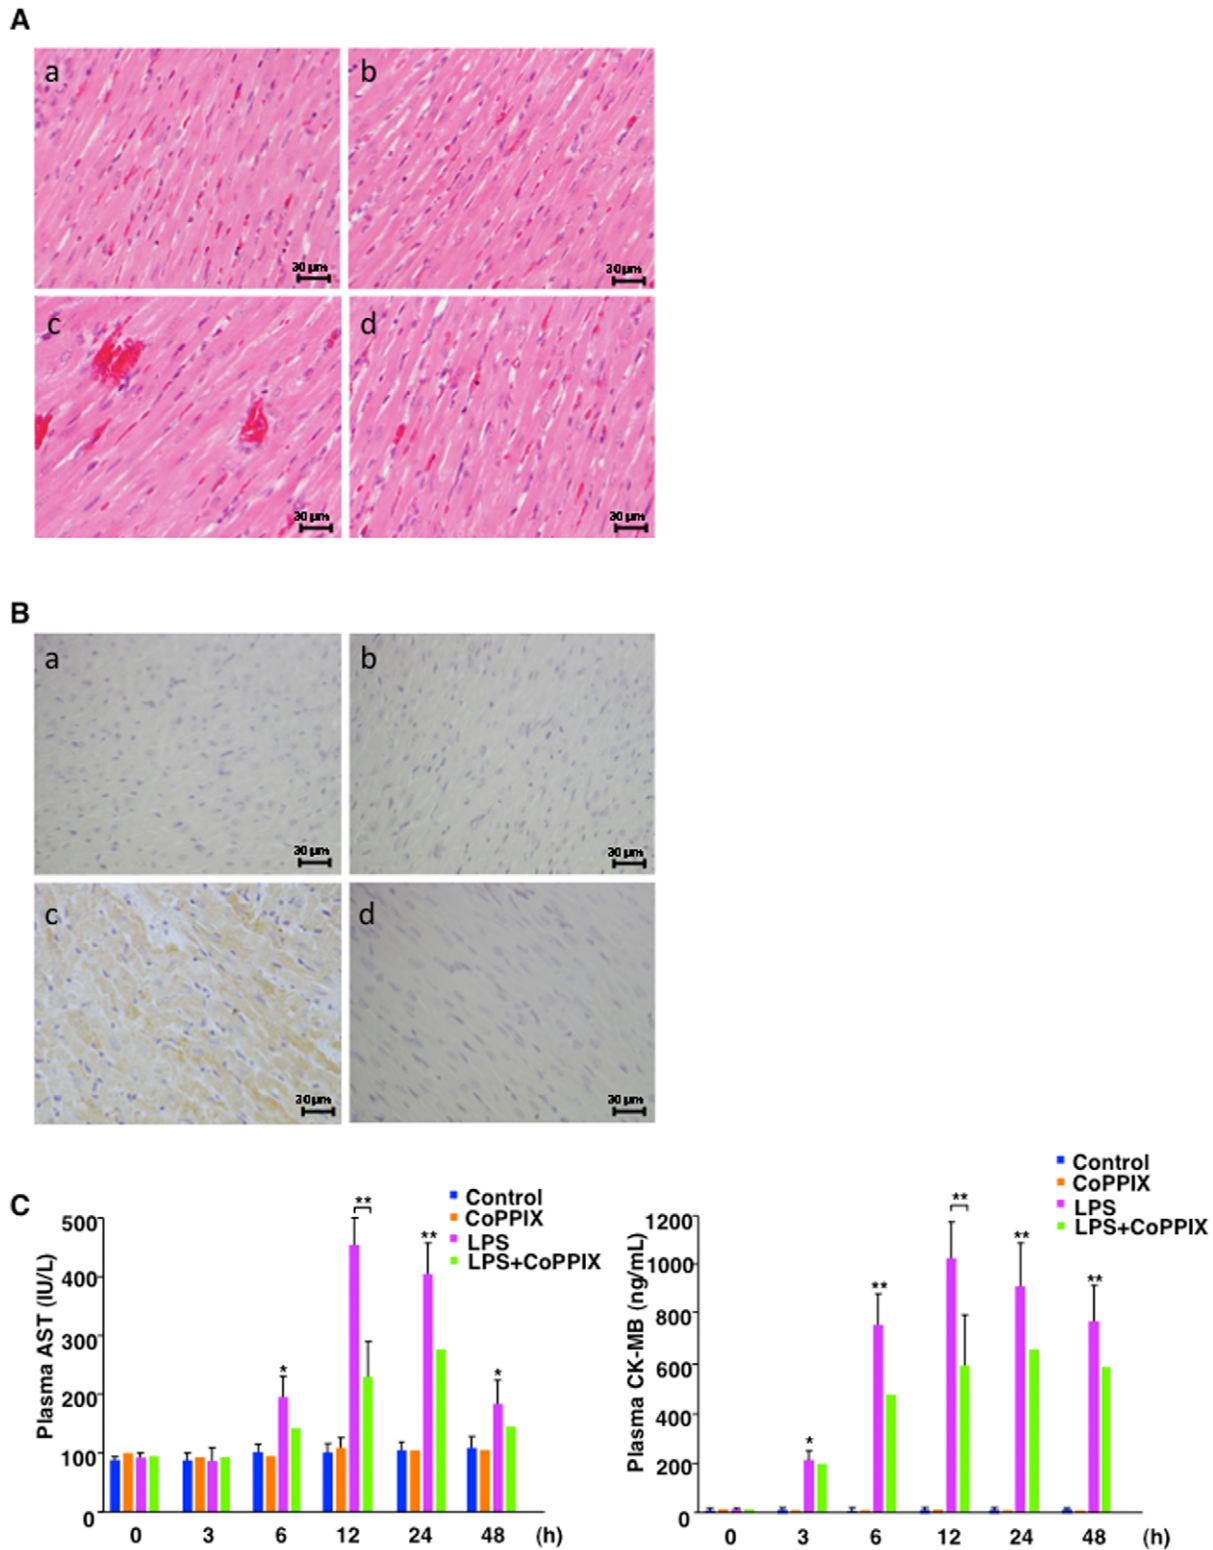 A
a
b
30 µm
30 µm
c
d
30 µm
30 µm
B
a
b
30 µm
30 µm
c
d
30 µm
30 µm
C
Control
CoPPIX
LPS
LPS+CoPPIX
Plasma AST (IU/L)
500
400
300
200
100
0
*
**
**
*
0 3 6 12 24 48 (h)
Control
CoPPIX
LPS
LPS+CoPPIX
Plasma CK-MB (ng/mL)
1200
1000
800
600
400
200
0
*
**
**
**
**
0 3 6 12 24 48 (h)